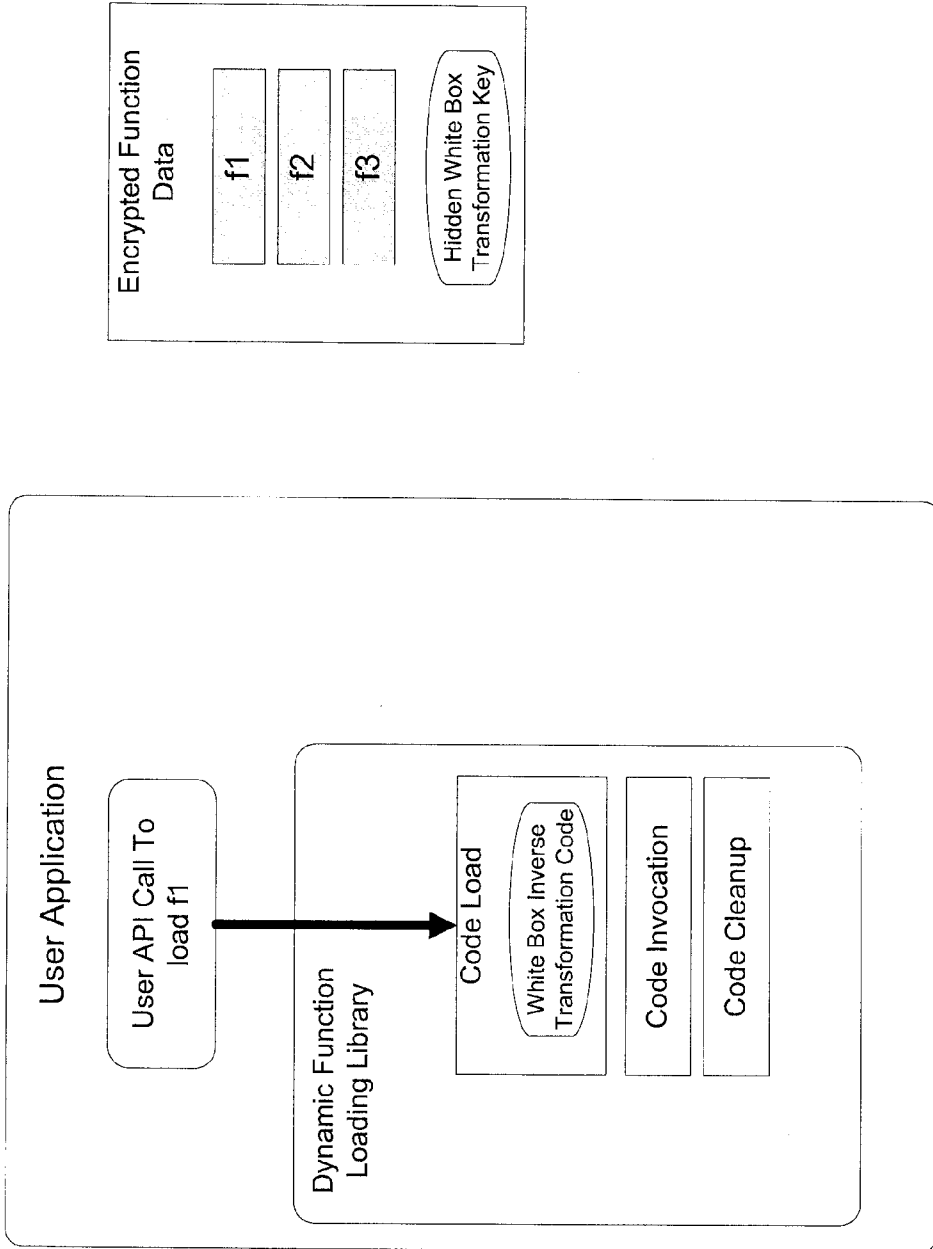 User Application
User API Call To
load f1
Dynamic Function
Loading Library
Code Load
White Box Inverse
Transformation Code
Code Invocation
Code Cleanup
Encrypted Function
Data
f1
f2
f3
Hidden White Box
Transformation Key